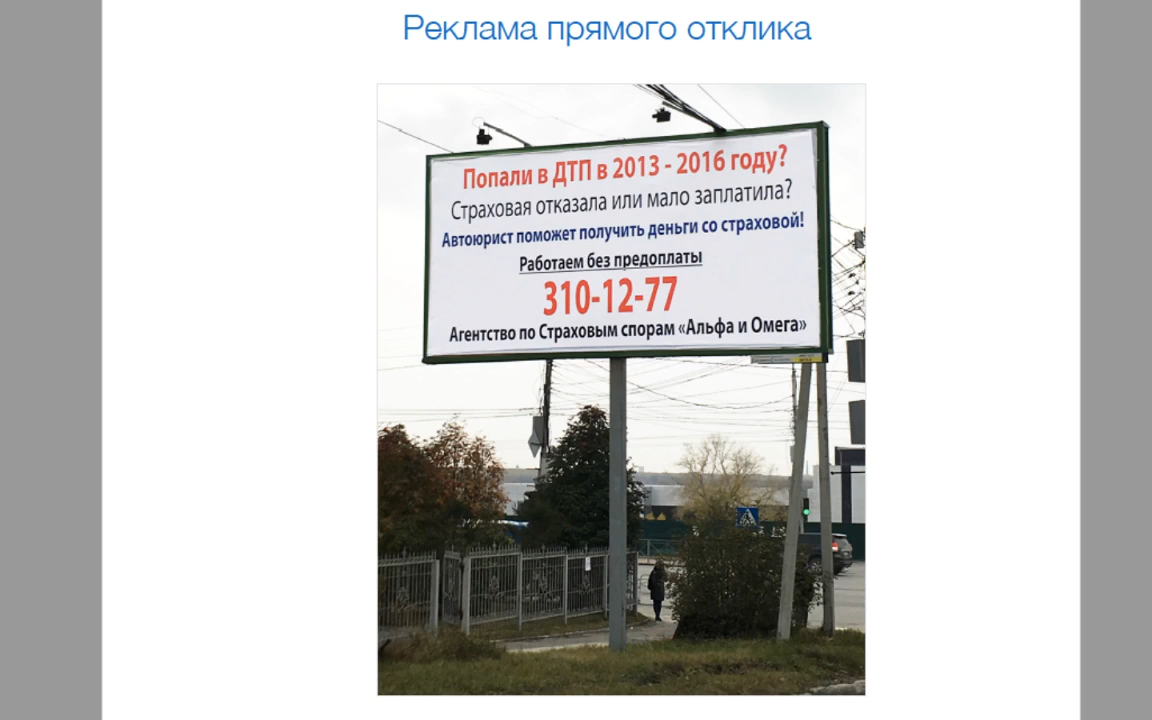 Реклама прямого отклика
Попали в ДТП в 2013 - 2016 году?
Страховая отказала или мало заплатила?
Автоюрист поможет получить деньги со страховой!
Работаем без предоплаты
310-12-77
Агентство по Страховым спорам «Альфа и Омега»